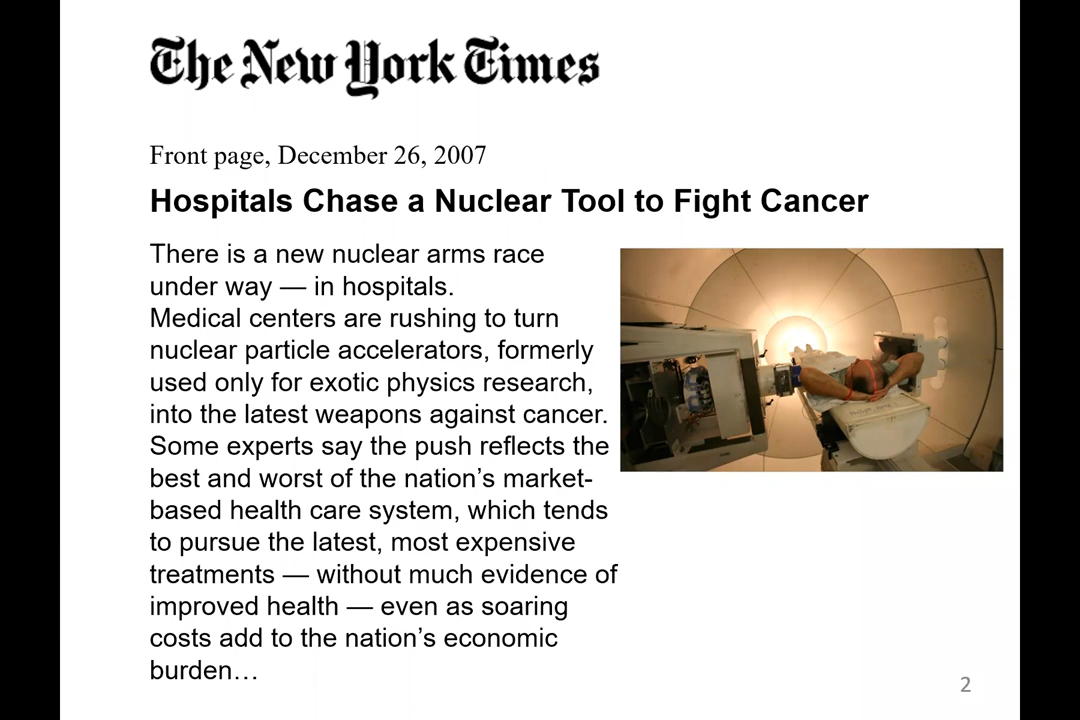 The New York Times
Front page, December 26, 2007
Hospitals Chase a Nuclear Tool to Fight Cancer
There is a new nuclear arms race
under way — in hospitals.
Medical centers are rushing to turn
nuclear particle accelerators, formerly
used only for exotic physics research,
into the latest weapons against cancer.
Some experts say the push reflects the
best and worst of the nation’s market-
based health care system, which tends
to pursue the latest, most expensive
treatments — without much evidence of
improved health — even as soaring
costs add to the nation’s economic
burden…
2